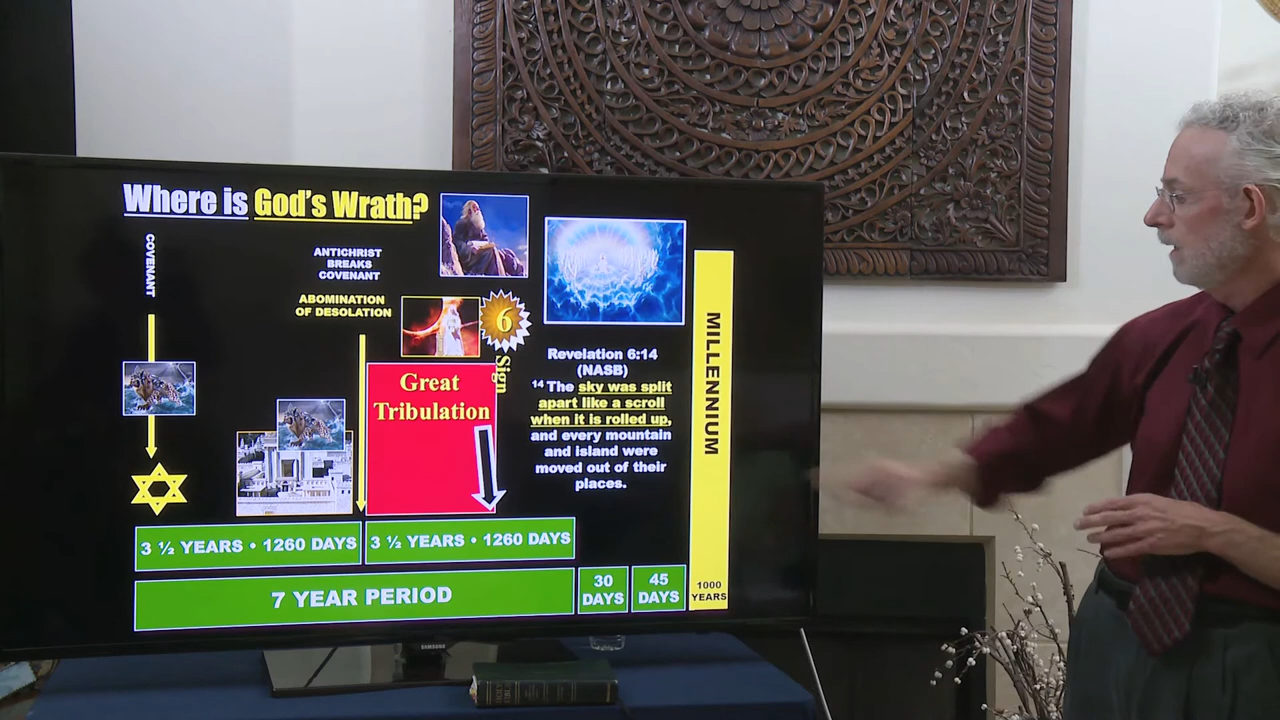 Where is God's Wrath?
COVENANT
ANTICHRIST
BREAKS
COVENANT
ABOMINATION
OF DESOLATION
6
Sign
Great
Tribulation
Revelation 6:14
(NASB)
14 The sky was split
apart like a scroll
when it is rolled up,
and every mountain
and island were
moved out of their
places.
MILLENNIUM
1000
YEARS
3 ½ YEARS • 1260 DAYS
3 ½ YEARS • 1260 DAYS
7 YEAR PERIOD
30
DAYS
45
DAYS
SAMSUNG